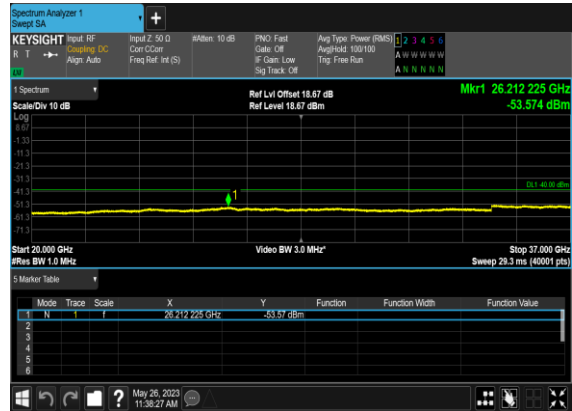 Spectrum Analyzer 1
Swept SA
+
KEYSIGHT Input: RF Input Z: 50 Ω #Atten: 10 dB PNO: Fast Avg Type: Power (RMS) 1 2 3 4 5 6
R T Coupling: DC Corr CCorr Gate: Off Avg|Hold: 100/100 A W W W W W
Align: Auto Freq Ref: Int (S) IF Gain: Low Trig: Free Run
Sig Track: Off A N N N N N
1 Spectrum Ref Lvl Offset 18.67 dB Mkr1 26.212 225 GHz
Scale/Div 10 dB Ref Level 18.67 dBm -53.574 dBm
Log
8.67
-1.33
-11.3
-21.3
-31.3
DL1 -40.00 dBm
-41.3
1
-51.3
-61.3
-71.3
Start 20.000 GHz Video BW 3.0 MHz* Stop 37.000 GHz
#Res BW 1.0 MHz Sweep 29.3 ms (40001 pts)
5 Marker Table
Mode Trace Scale X Y Function Function Width Function Value
1 N 1 f 26.212 225 GHz -53.57 dBm
2
3
4
5
6
? May 26, 2023
11:38:27 AM